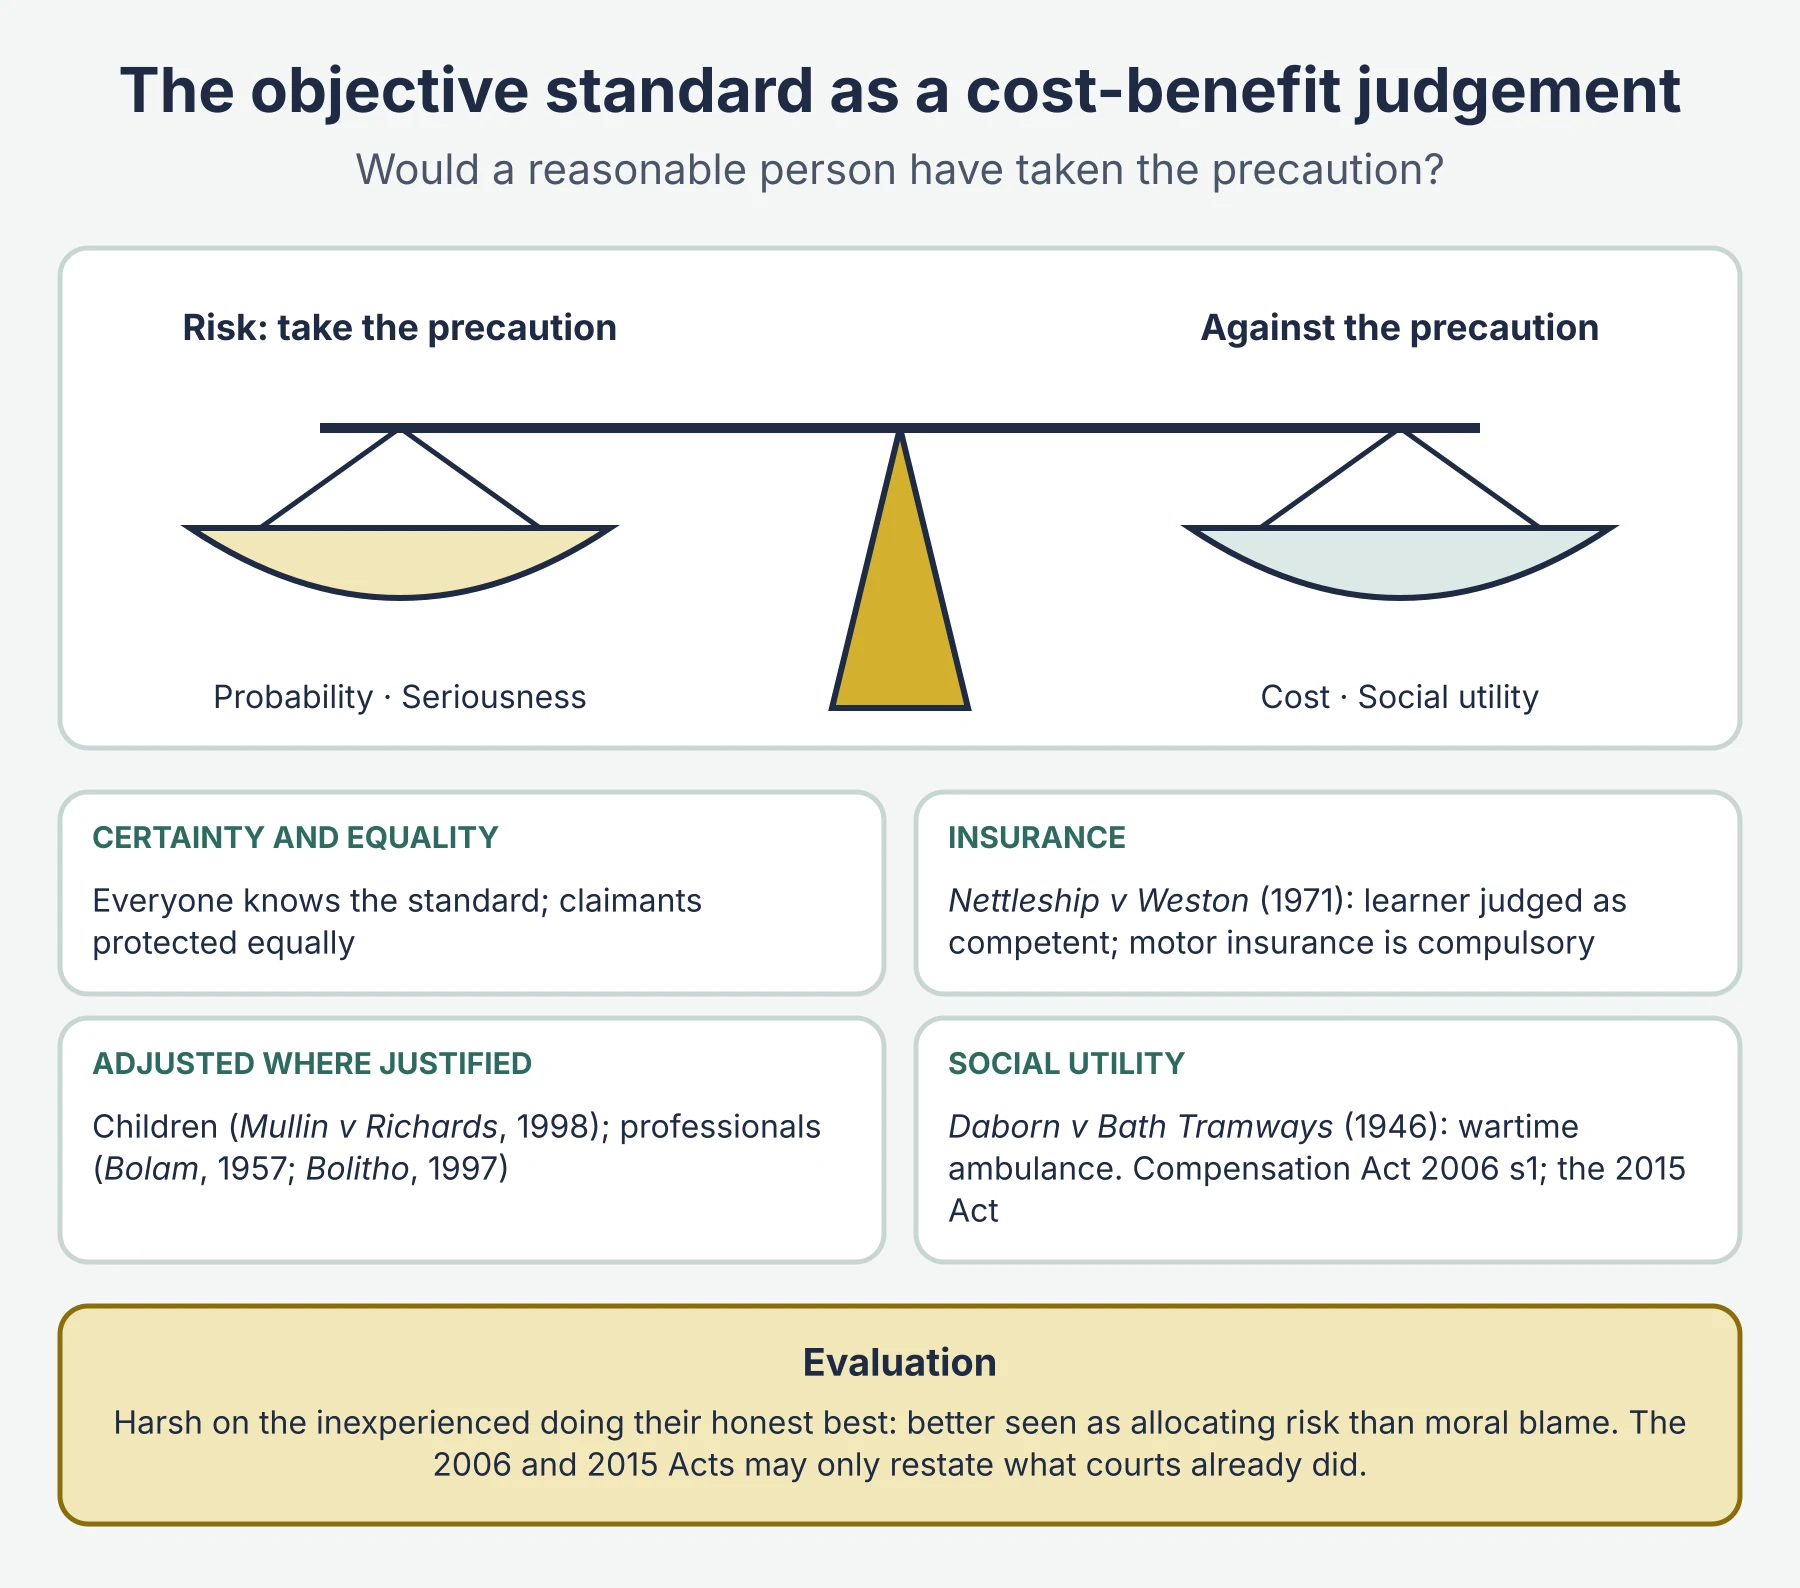 The objective standard as a cost-benefit judgement
Would a reasonable person have taken the precaution?
Risk: take the precaution
Against the precaution
Probability · Seriousness
Cost · Social utility
CERTAINTY AND EQUALITY
Everyone knows the standard; claimants
protected equally
INSURANCE
Nettleship v Weston (1971): learner judged as
competent; motor insurance is compulsory
ADJUSTED WHERE JUSTIFIED
Children (Mullin v Richards, 1998); professionals
(Bolam, 1957; Bolitho, 1997)
SOCIAL UTILITY
Daborn v Bath Tramways (1946): wartime
ambulance. Compensation Act 2006 s1; the 2015
Act
Evaluation
Harsh on the inexperienced doing their honest best: better seen as allocating risk than moral blame. The
2006 and 2015 Acts may only restate what courts already did.